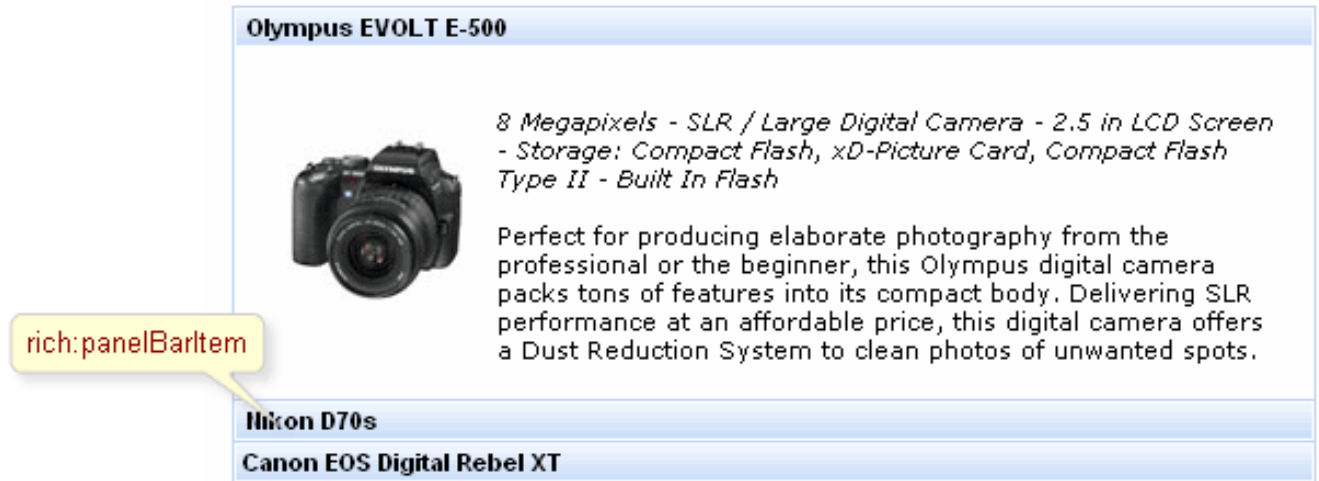 Olympus EVOLT E-500
8 Megapixels - SLR / Large Digital Camera - 2.5 in LCD Screen
- Storage: Compact Flash, xD-Picture Card, Compact Flash
Type II - Built In Flash
Perfect for producing elaborate photography from the
professional or the beginner, this Olympus digital camera
packs tons of features into its compact body. Delivering SLR
performance at an affordable price, this digital camera offers
a Dust Reduction System to clean photos of unwanted spots.
rich:panelBarItem
Nikon D70s
Canon EOS Digital Rebel XT